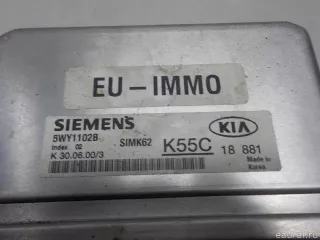 EU - IMMO
SIEMENS
KIA
5WY1102B
Index 02
SIMK62
K55C
18 881
K 30.06.00/3
Made in
Korea